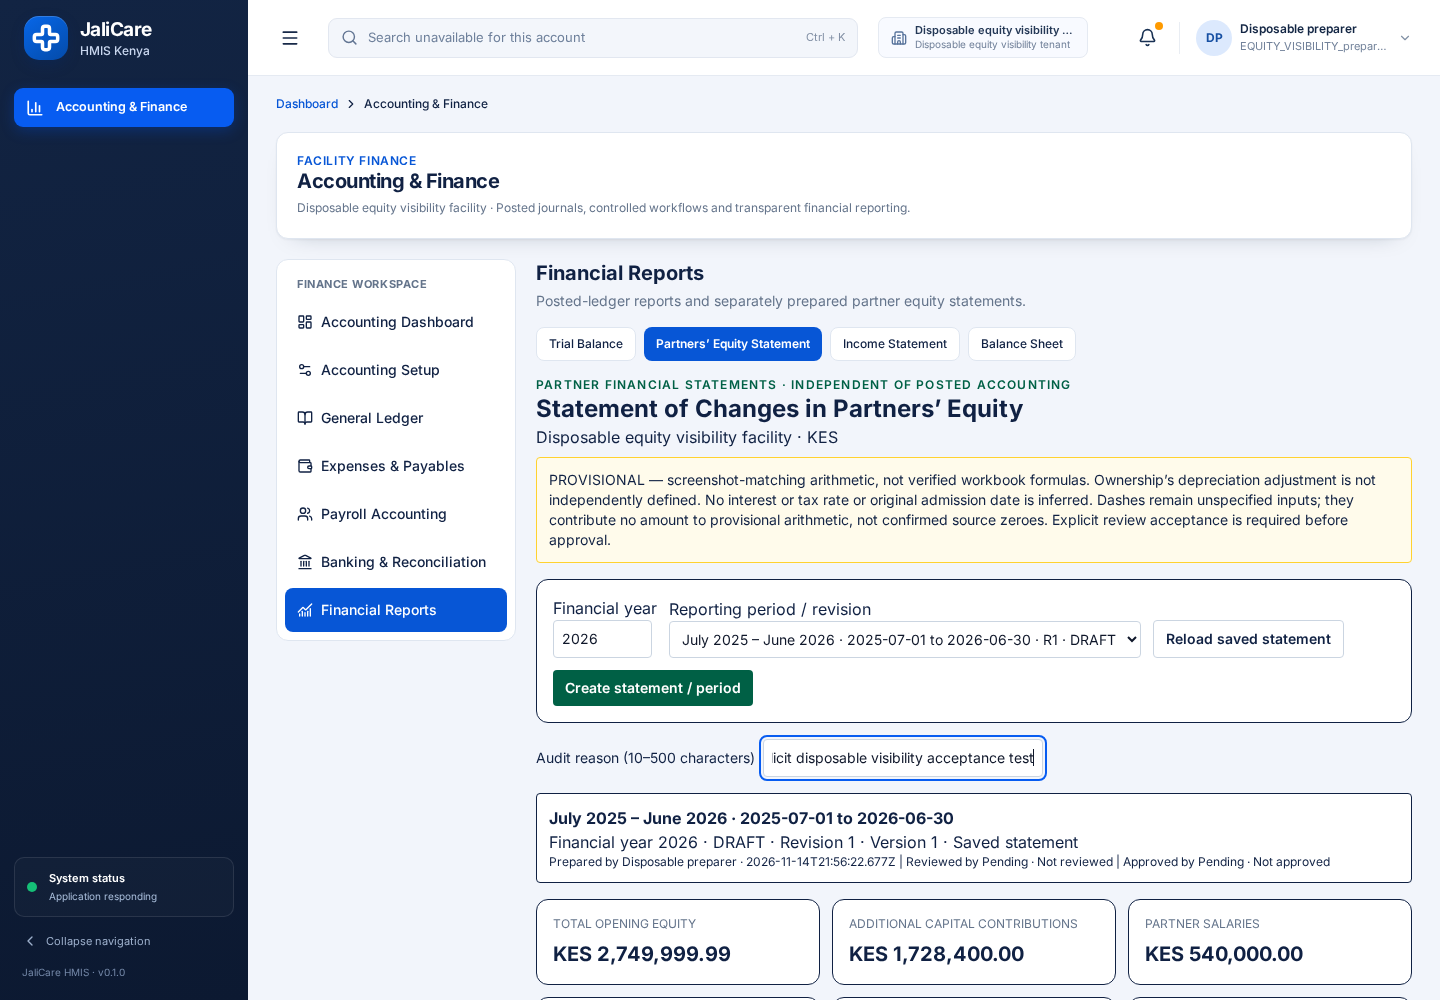 JaliCare
HMIS Kenya
Accounting & Finance
System status
Application responding
Collapse navigation
JaliCare HMIS · v0.1.0
Search unavailable for this account
Ctrl + K
Disposable equity visibility ...
Disposable equity visibility tenant
DP
Disposable preparer
EQUITY_VISIBILITY_prepar...
Dashboard > Accounting & Finance
FACILITY FINANCE
Accounting & Finance
Disposable equity visibility facility · Posted journals, controlled workflows and transparent financial reporting.
FINANCE WORKSPACE
Accounting Dashboard
Accounting Setup
General Ledger
Expenses & Payables
Payroll Accounting
Banking & Reconciliation
Financial Reports
Financial Reports
Posted-ledger reports and separately prepared partner equity statements.
Trial Balance
Partners’ Equity Statement
Income Statement
Balance Sheet
PARTNER FINANCIAL STATEMENTS · INDEPENDENT OF POSTED ACCOUNTING
Statement of Changes in Partners’ Equity
Disposable equity visibility facility · KES
PROVISIONAL — screenshot-matching arithmetic, not verified workbook formulas. Ownership’s depreciation adjustment is not
independently defined. No interest or tax rate or original admission date is inferred. Dashes remain unspecified inputs; they
contribute no amount to provisional arithmetic, not confirmed source zeroes. Explicit review acceptance is required before
approval.
Financial year
2026
Reporting period / revision
July 2025 – June 2026 · 2025-07-01 to 2026-06-30 · R1 · DRAFT
Reload saved statement
Create statement / period
Audit reason (10–500 characters)
icit disposable visibility acceptance test
July 2025 – June 2026 · 2025-07-01 to 2026-06-30
Financial year 2026 · DRAFT · Revision 1 · Version 1 · Saved statement
Prepared by Disposable preparer · 2026-11-14T21:56:22.677Z | Reviewed by Pending · Not reviewed | Approved by Pending · Not approved
TOTAL OPENING EQUITY
KES 2,749,999.99
ADDITIONAL CAPITAL CONTRIBUTIONS
KES 1,728,400.00
PARTNER SALARIES
KES 540,000.00